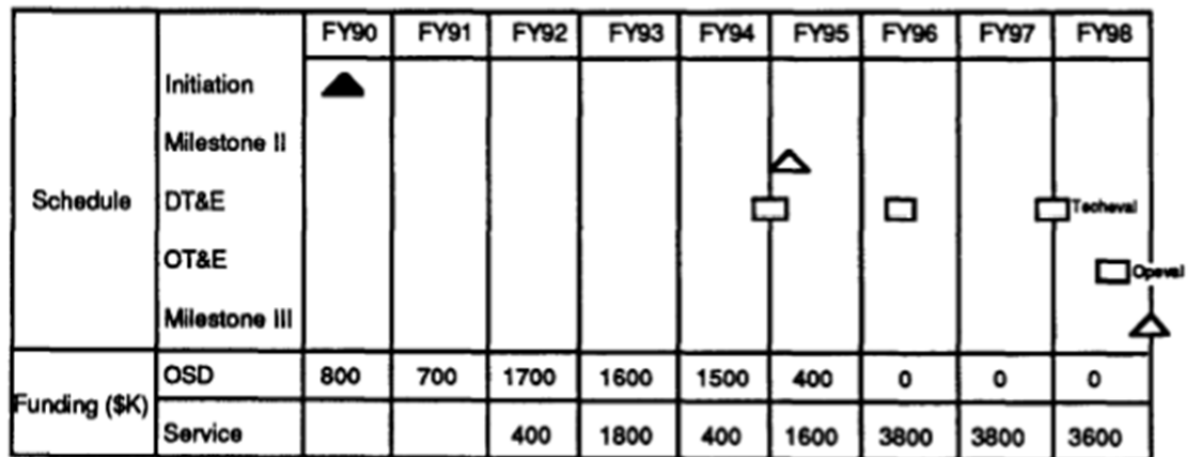 FY90 FY91 FY92 FY93 FY94 FY95 FY96 FY97 FY98
Initiation
Milestone II
Schedule DT&E Techeval
OT&E Opeval
Milestone III
OSD 800 700 1700 1600 1500 400 0 0 0
Funding ($K)
Service 400 1800 400 1600 3800 3800 3600